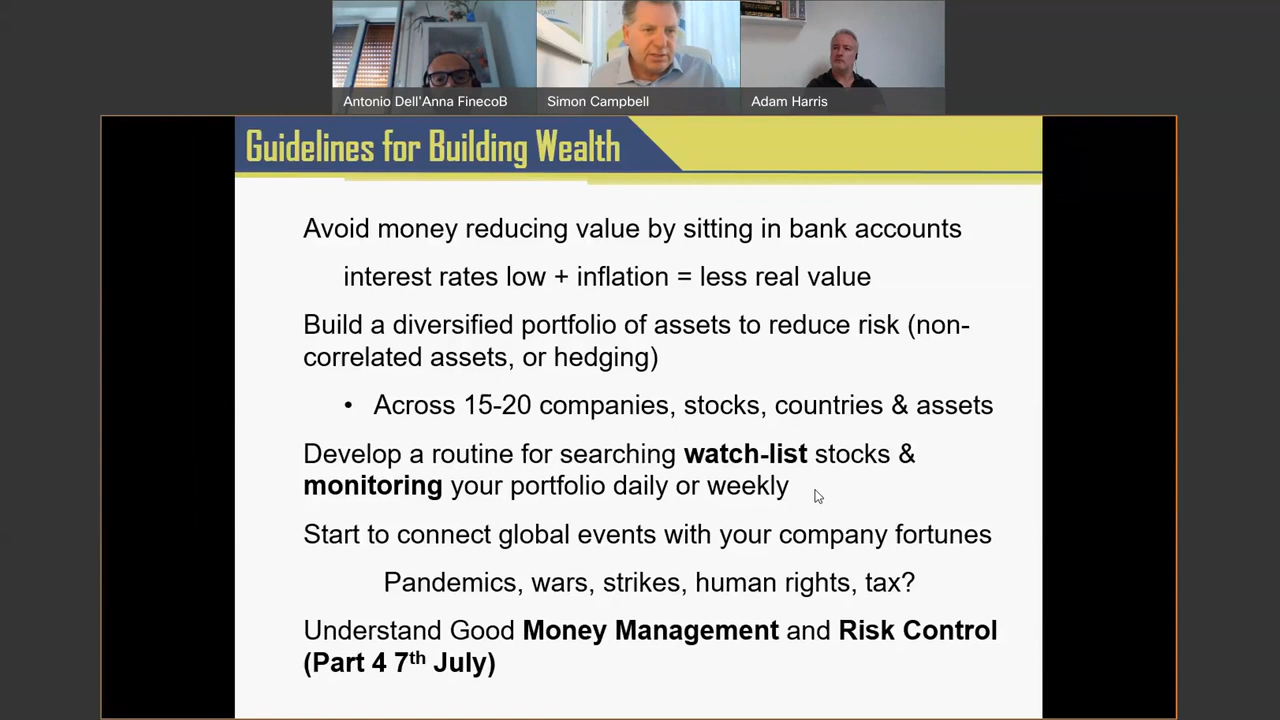 Antonio Dell'Anna FinecoB
Simon Campbell
Adam Harris
Guidelines for Building Wealth
Avoid money reducing value by sitting in bank accounts
interest rates low + inflation = less real value
Build a diversified portfolio of assets to reduce risk (non-
correlated assets, or hedging)
• Across 15-20 companies, stocks, countries & assets
Develop a routine for searching watch-list stocks &
monitoring your portfolio daily or weekly
Start to connect global events with your company fortunes
Pandemics, wars, strikes, human rights, tax?
Understand Good Money Management and Risk Control
(Part 4 7th July)